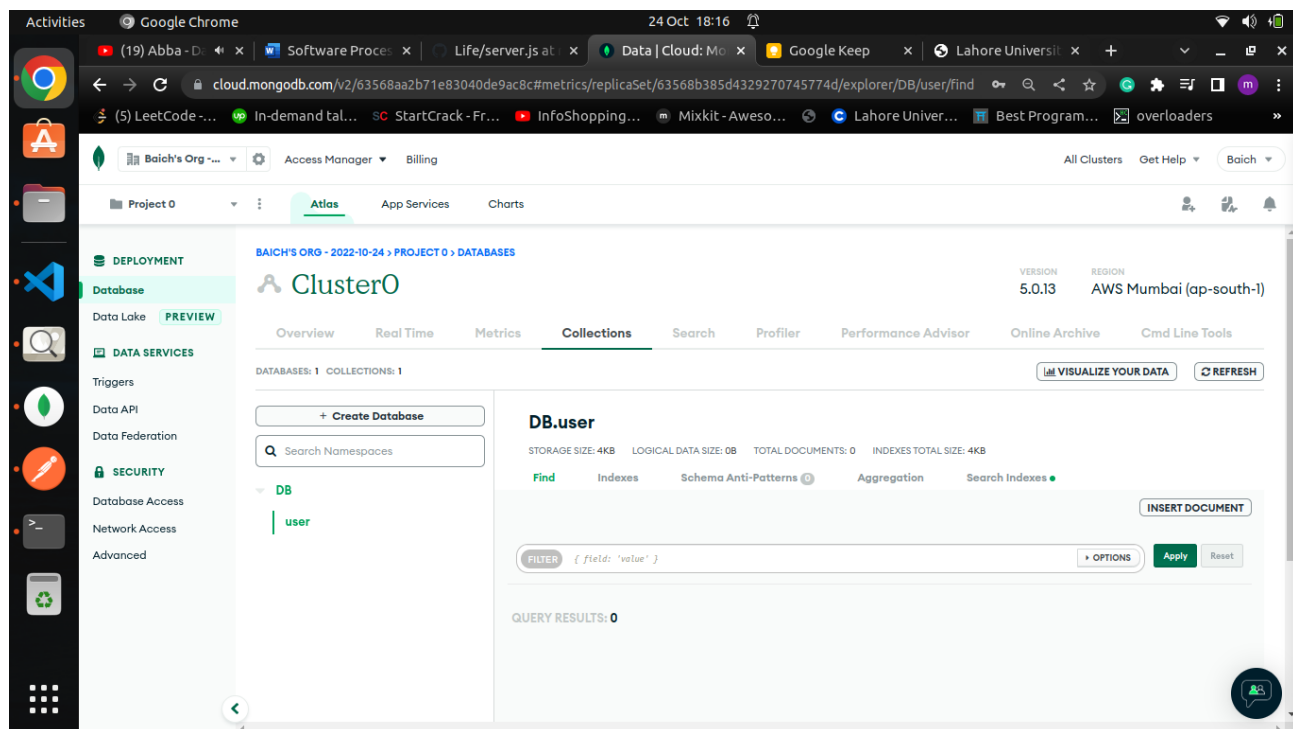 Activities Google Chrome 24 Oct 18:16
(19) Abba - Da Software Proces Life/server.js at Data | Cloud: Mo Google Keep Lahore Universit
cloud.mongodb.com/v2/63568aa2b71e83040de9ac8c#metrics/replicaSet/63568b385d4329270745774d/explorer/DB/user/find
(5) LeetCode -... In-demand tal... StartCrack - Fr... InfoShopping... Mixkit - Aweso... Lahore Univer... Best Program... overloaders »
Baich's Org -... Access Manager Billing All Clusters Get Help Baich
Project 0 Atlas App Services Charts
DEPLOYMENT
Database
Data Lake PREVIEW
DATA SERVICES
Triggers
Data API
Data Federation
SECURITY
Database Access
Network Access
Advanced
BAICH'S ORG - 2022-10-24 > PROJECT 0 > DATABASES
Cluster0
VERSION REGION
5.0.13 AWS Mumbai (ap-south-1)
Overview Real Time Metrics Collections Search Profiler Performance Advisor Online Archive Cmd Line Tools
DATABASES: 1 COLLECTIONS: 1 VISUALIZE YOUR DATA REFRESH
+ Create Database
Search Namespaces
DB
user
DB.user
STORAGE SIZE: 4KB LOGICAL DATA SIZE: 0B TOTAL DOCUMENTS: 0 INDEXES TOTAL SIZE: 4KB
Find Indexes Schema Anti-Patterns 0 Aggregation Search Indexes
INSERT DOCUMENT
FILTER { field: 'value' } OPTIONS Apply Reset
QUERY RESULTS: 0